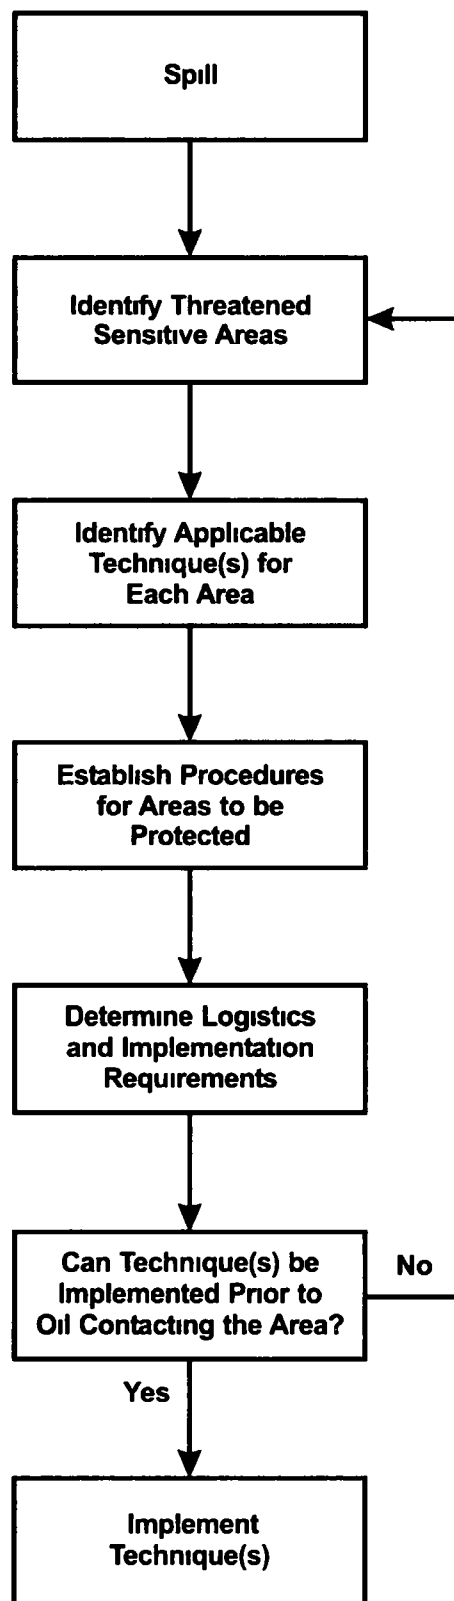 Spill
Identify Threatened
Sensitive Areas
Identify Applicable
Technique(s) for
Each Area
Establish Procedures
for Areas to be
Protected
Determine Logistics
and Implementation
Requirements
Can Technique(s) be
Implemented Prior to
Oil Contacting the Area?
No
Yes
Implement
Technique(s)